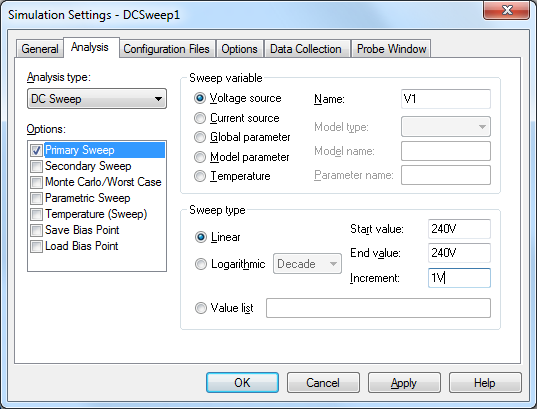 Simulation Settings - DCSweep1
General Analysis Configuration Files Options Data Collection Probe Window
Analysis type:
DC Sweep
Options:
Primary Sweep
Secondary Sweep
Monte Carlo/Worst Case
Parametric Sweep
Temperature (Sweep)
Save Bias Point
Load Bias Point
Sweep variable
Voltage source Name: V1
Current source Model type:
Global parameter
Model parameter Model name:
Temperature Parameter name:
Sweep type
Linear
Logarithmic Decade
Start value: 240V
End value: 240V
Increment: 1V
Value list
OK Cancel Apply Help